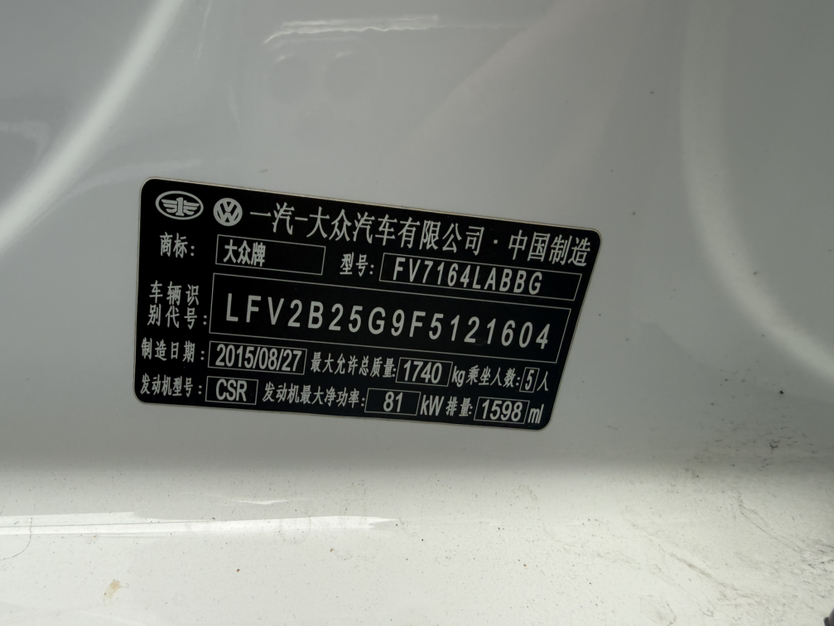 一汽-大众汽车有限公司·中国制造
商标: 大众牌 型号: FV7164LABBG
车辆识别代号: LFV2B25G9F5121604
制造日期: 2015/08/27 最大允许总质量: 1740 kg 乘坐人数: 5 人
发动机型号: CSR 发动机最大净功率: 81 kW 排量: 1598 ml